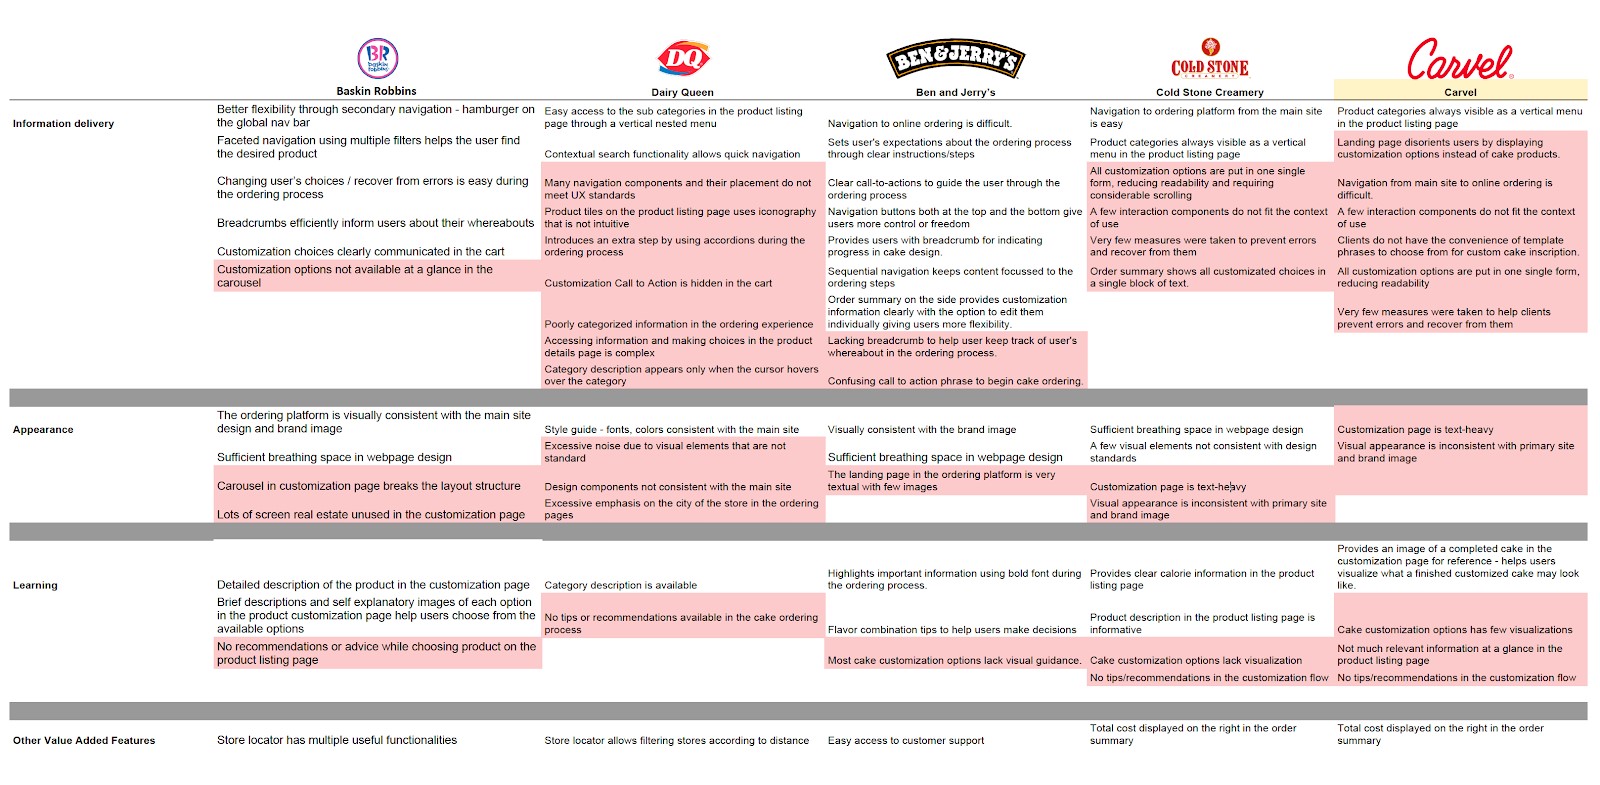 BR
baskin
robbins
DQ
BEN & JERRY'S
COLD STONE
CREAMERY
Carvel
Baskin Robbins
Dairy Queen
Ben and Jerry's
Cold Stone Creamery
Carvel
Information delivery
Better flexibility through secondary navigation - hamburger on
the global nav bar
Faceted navigation using multiple filters helps the user find
the desired product
Changing user's choices / recover from errors is easy during
the ordering process
Breadcrumbs efficiently inform users about their whereabouts
Customization choices clearly communicated in the cart
Customization options not available at a glance in the
carousel
Easy access to the sub categories in the product listing
page through a vertical nested menu
Contextual search functionality allows quick navigation
Many navigation components and their placement do not
meet UX standards
Product tiles on the product listing page uses iconography
that is not intuitive
Introduces an extra step by using accordions during the
ordering process
Customization Call to Action is hidden in the cart
Poorly categorized information in the ordering experience
Accessing information and making choices in the product
details page is complex
Category description appears only when the cursor hovers
over the category
Navigation to online ordering is difficult.
Sets user's expectations about the ordering process
through clear instructions/steps
Clear call-to-actions to guide the user through the
ordering process
Navigation buttons both at the top and the bottom give
users more control or freedom
Provides users with breadcrumb for indicating
progress in cake design.
Sequential navigation keeps content focussed to the
ordering steps
Order summary on the side provides customization
information clearly with the option to edit them
individually giving users more flexibility.
Lacking breadcrumb to help user keep track of user's
whereabout in the ordering process.
Confusing call to action phrase to begin cake ordering.
Navigation to ordering platform from the main site
is easy
Product categories always visible as a vertical
menu in the product listing page
All customization options are put in one single
form, reducing readability and requiring
considerable scrolling
A few interaction components do not fit the context
of use
Very few measures were taken to prevent errors
and recover from them
Order summary shows all customizated choices in
a single block of text.
Product categories always visible as a vertical menu
in the product listing page
Landing page disorients users by displaying
customization options instead of cake products.
Navigation from main site to online ordering is
difficult.
A few interaction components do not fit the context
of use
Clients do not have the convenience of template
phrases to choose from for custom cake inscription.
All customization options are put in one single form,
reducing readability
Very few measures were taken to help clients
prevent errors and recover from them
Appearance
The ordering platform is visually consistent with the main site
design and brand image
Sufficient breathing space in webpage design
Carousel in customization page breaks the layout structure
Lots of screen real estate unused in the customization page
Style guide - fonts, colors consistent with the main site
Excessive noise due to visual elements that are not
standard
Design components not consistent with the main site
Excessive emphasis on the city of the store in the ordering
pages
Visually consistent with the brand image
Sufficient breathing space in webpage design
The landing page in the ordering platform is very
textual with few images
Sufficient breathing space in webpage design
A few visual elements not consistent with design
standards
Customization page is text-heavy
Visual appearance is inconsistent with primary site
and brand image
Customization page is text-heavy
Visual appearance is inconsistent with primary site
and brand image
Learning
Detailed description of the product in the customization page
Brief descriptions and self explanatory images of each option
in the product customization page help users choose from the
available options
No recommendations or advice while choosing product on the
product listing page
Category description is available
No tips or recommendations available in the cake ordering
process
Highlights important information using bold font during
the ordering process.
Flavor combination tips to help users make decisions
Most cake customization options lack visual guidance.
Provides clear calorie information in the product
listing page
Product description in the product listing page is
informative
Cake customization options lack visualization
No tips/recommendations in the customization flow
Provides an image of a completed cake in the
customization page for reference - helps users
visualize what a finished customized cake may look
like.
Cake customization options has few visualizations
Not much relevant information at a glance in the
product listing page
No tips/recommendations in the customization flow
Other Value Added Features
Store locator has multiple useful functionalities
Store locator allows filtering stores according to distance
Easy access to customer support
Total cost displayed on the right in the order
summary
Total cost displayed on the right in the order
summary